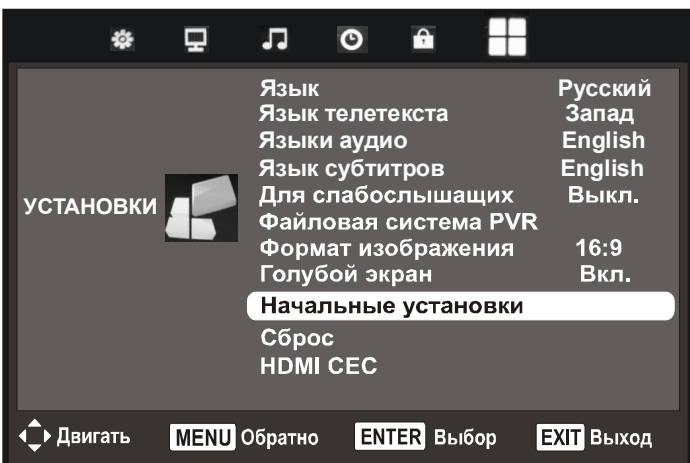 Язык Русский
Язык телетекста Запад
Языки аудио English
Язык субтитров English
Для слабослышащих Выкл.
УСТАНОВКИ
Файловая система PVR
Формат изображения 16:9
Голубой экран Вкл.
Начальные установки
Сброс
HDMI CEC
Двигать MENU Обратно ENTER Выбор EXIT Выход